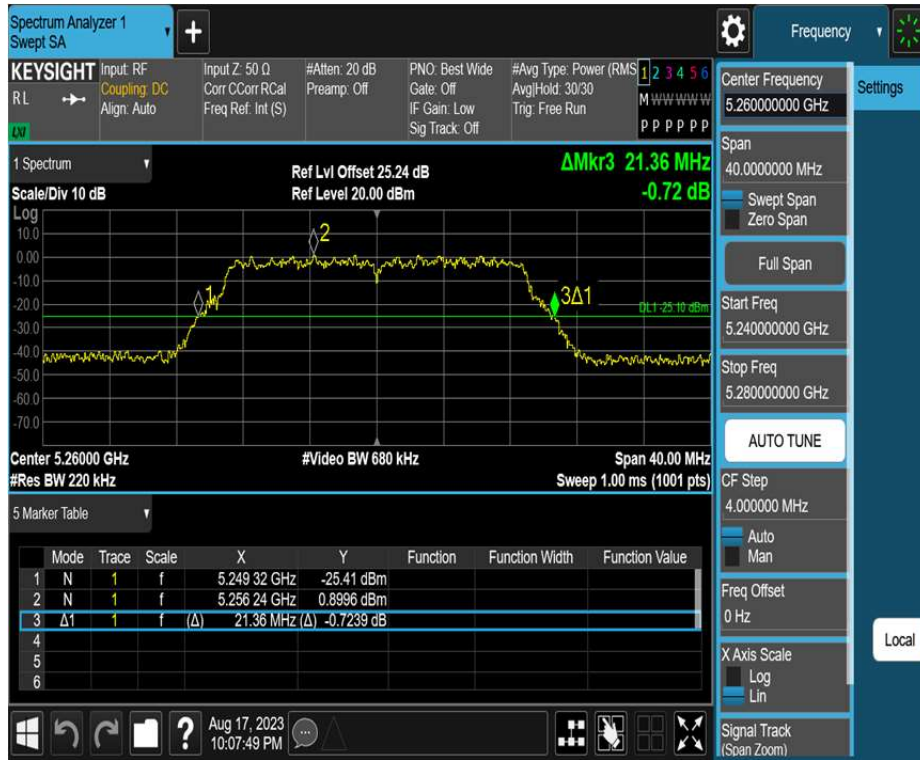 Spectrum Analyzer 1
Swept SA
+
Frequency
KEYSIGHT
RL
LXI
Input: RF
Coupling: DC
Align: Auto
Input Z: 50 Ω
Corr CCorr RCal
Freq Ref: Int (S)
#Atten: 20 dB
Preamp: Off
PNO: Best Wide
Gate: Off
IF Gain: Low
Sig Track: Off
#Avg Type: Power (RMS
Avg|Hold: 30/30
Trig: Free Run
1 2 3 4 5 6
M W W W W W
P P P P P P
1 Spectrum
Scale/Div 10 dB
Ref Lvl Offset 25.24 dB
Ref Level 20.00 dBm
ΔMkr3 21.36 MHz
-0.72 dB
Log
10.0
0.00
-10.0
-20.0
-30.0
-40.0
-50.0
-60.0
-70.0
1
2
3Δ1
DL1 -25.10 dBm
Center 5.26000 GHz
#Res BW 220 kHz
#Video BW 680 kHz
Span 40.00 MHz
Sweep 1.00 ms (1001 pts)
5 Marker Table
Mode Trace Scale X Y Function Function Width Function Value
1 N 1 f 5.249 32 GHz -25.41 dBm
2 N 1 f 5.256 24 GHz 0.8996 dBm
3 Δ1 1 f (Δ) 21.36 MHz (Δ) -0.7239 dB
4
5
6
Aug 17, 2023
10:07:49 PM
?
Center Frequency
5.260000000 GHz
Settings
Span
40.0000000 MHz
Swept Span
Zero Span
Full Span
Start Freq
5.240000000 GHz
Stop Freq
5.280000000 GHz
AUTO TUNE
CF Step
4.000000 MHz
Auto
Man
Freq Offset
0 Hz
Local
X Axis Scale
Log
Lin
Signal Track
(Span Zoom)